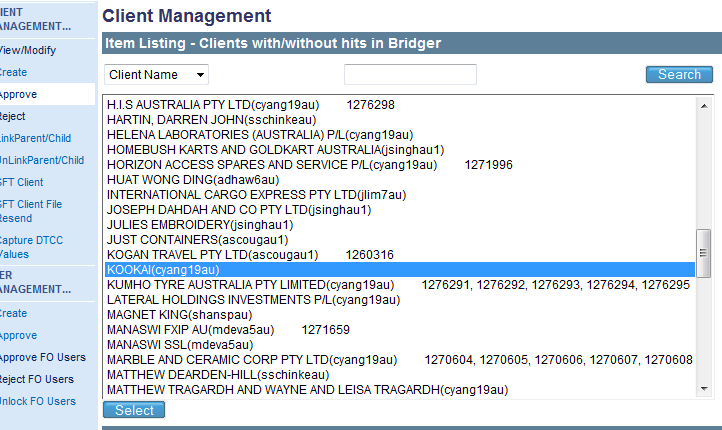 IENT
ANAGEMENT...
View/Modify
Create
Approve
Reject
LinkParent/Child
UnLinkParent/Child
SFT Client
SFT Client File
Resend
Capture DTCC
Values
ER
ANAGEMENT...
Create
Approve
Approve FO Users
Reject FO Users
Unlock FO Users
Client Management
Item Listing - Clients with/without hits in Bridger
Client Name
Search
H.I.S AUSTRALIA PTY LTD(cyang19au) 1276298
HARTIN, DARREN JOHN(sschinkeau)
HELENA LABORATORIES (AUSTRALIA) P/L(cyang19au)
HOMEBUSH KARTS AND GOLDKART AUSTRALIA(jsinghau1)
HORIZON ACCESS SPARES AND SERVICE P/L(cyang19au) 1271996
HUAT WONG DING(adhaw6au)
INTERNATIONAL CARGO EXPRESS PTY LTD(jlim7au)
JOSEPH DAHDAH AND CO PTY LTD(jsinghau1)
JULIES EMBROIDERY(jsinghau1)
JUST CONTAINERS(ascougau1)
KOGAN TRAVEL PTY LTD(ascougau1) 1260316
KOOKAI(cyang19au)
KUMHO TYRE AUSTRALIA PTY LIMITED(cyang19au) 1276291, 1276292, 1276293, 1276294, 1276295
LATERAL HOLDINGS INVESTMENTS P/L(cyang19au)
MAGNET KING(shanspau)
MANASWI FXIP AU(mdeva5au) 1271659
MANASWI SSL(mdeva5au)
MARBLE AND CERAMIC CORP PTY LTD(cyang19au) 1270604, 1270605, 1270606, 1270607, 1270608
MATTHEW DEARDEN-HILL(sschinkeau)
MATTHEW TRAGARDH AND WAYNE AND LEISA TRAGARDH(cyang19au)
Select